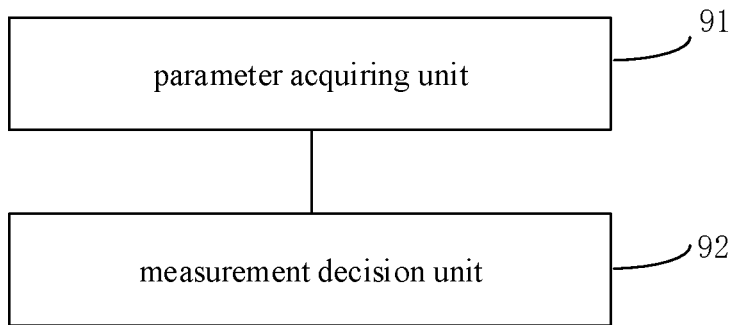 91
parameter acquiring unit
92
measurement decision unit